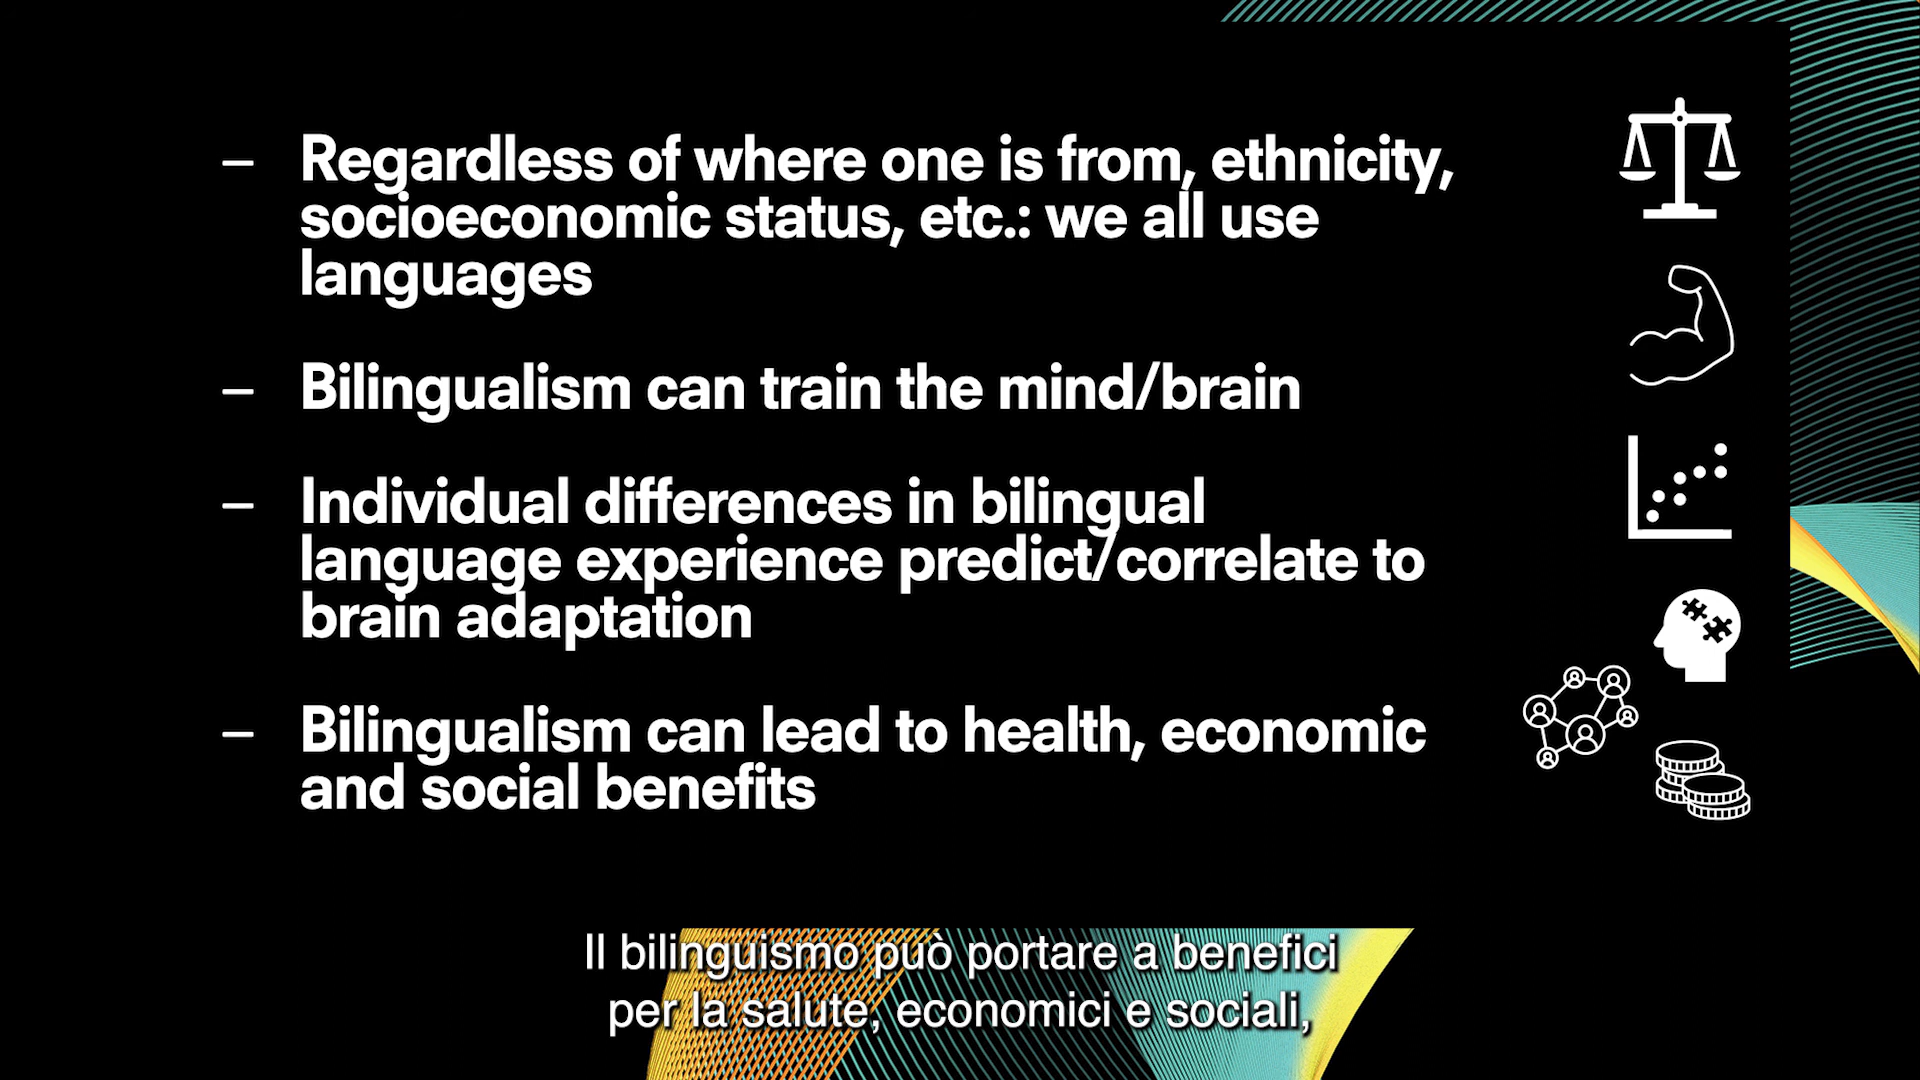 – Regardless of where one is from, ethnicity,
socioeconomic status, etc.: we all use
languages
– Bilingualism can train the mind/brain
– Individual differences in bilingual
language experience predict/correlate to
brain adaptation
– Bilingualism can lead to health, economic
and social benefits
Il bilinguismo può portare a benefici
per la salute, economici e sociali,